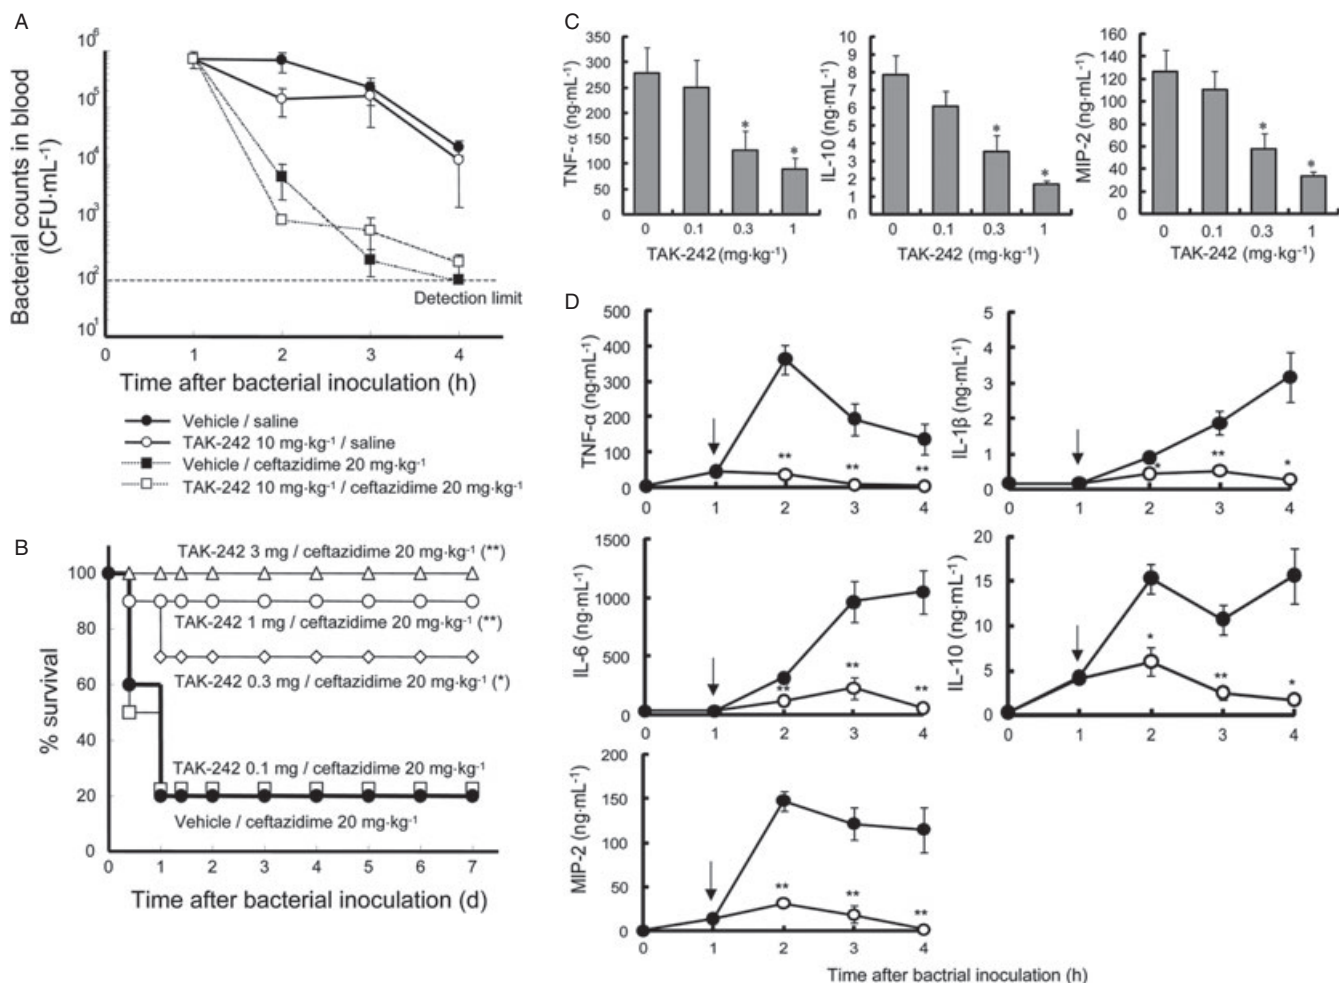 A
Bacterial counts in blood
(CFU·mL⁻¹)
10⁶
10⁵
10⁴
10³
10²
10¹
Detection limit
0 1 2 3 4
Time after bacterial inoculation (h)
Vehicle / saline
TAK-242 10 mg·kg⁻¹ / saline
Vehicle / ceftazidime 20 mg·kg⁻¹
TAK-242 10 mg·kg⁻¹ / ceftazidime 20 mg·kg⁻¹
B
% survival
100
80
60
40
20
0
TAK-242 3 mg / ceftazidime 20 mg·kg⁻¹ (**)
TAK-242 1 mg / ceftazidime 20 mg·kg⁻¹ (**)
TAK-242 0.3 mg / ceftazidime 20 mg·kg⁻¹ (*)
TAK-242 0.1 mg / ceftazidime 20 mg·kg⁻¹
Vehicle / ceftazidime 20 mg·kg⁻¹
0 1 2 3 4 5 6 7
Time after bacterial inoculation (d)
C
TNF-α (ng·mL⁻¹)
350
300
250
200
150
100
50
0
* *
0 0.1 0.3 1
TAK-242 (mg·kg⁻¹)
IL-10 (ng·mL⁻¹)
10
9
8
7
6
5
4
3
2
1
0
* *
0 0.1 0.3 1
TAK-242 (mg·kg⁻¹)
MIP-2 (ng·mL⁻¹)
160
140
120
100
80
60
40
20
0
* *
0 0.1 0.3 1
TAK-242 (mg·kg⁻¹)
D
TNF-α (ng·mL⁻¹)
500
400
300
200
100
0
** ** **
0 1 2 3 4
IL-1β (ng·mL⁻¹)
5
4
3
2
1
0
* ** *
0 1 2 3 4
IL-6 (ng·mL⁻¹)
1500
1000
500
0
** ** **
0 1 2 3 4
IL-10 (ng·mL⁻¹)
20
15
10
5
0
* ** *
0 1 2 3 4
MIP-2 (ng·mL⁻¹)
200
150
100
50
0
** ** **
0 1 2 3 4
Time after bactrial inoculation (h)